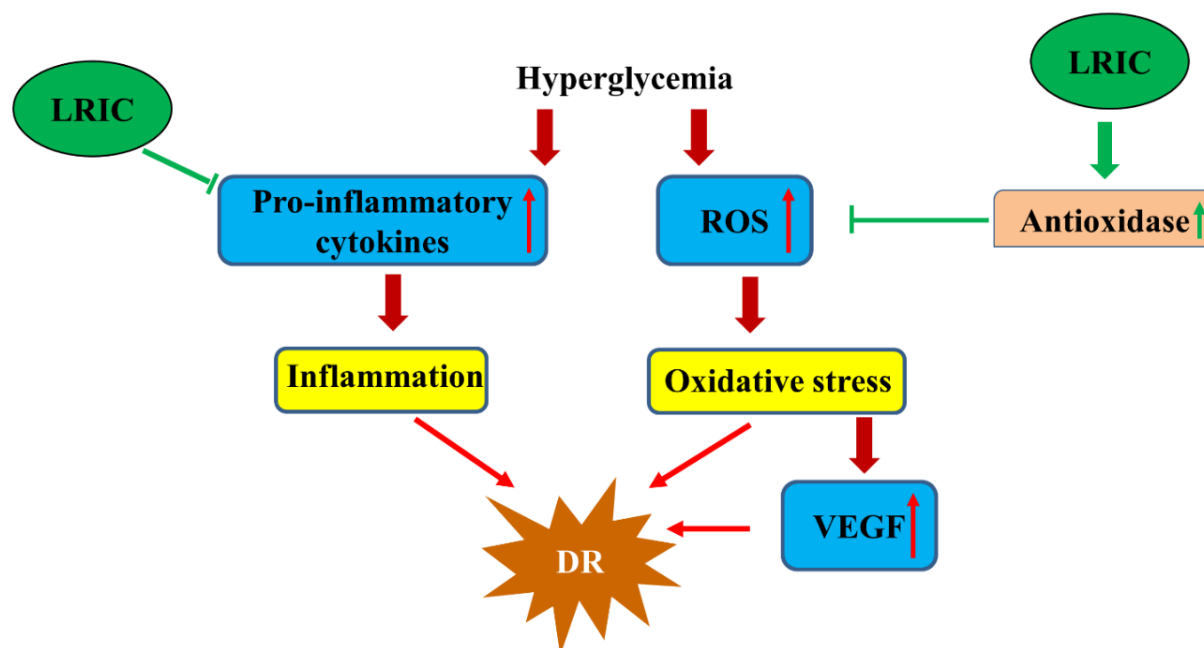 LRIC
Hyperglycemia
LRIC
Pro-inflammatory
cytokines
ROS
Antioxidase
Inflammation
Oxidative stress
VEGF
DR